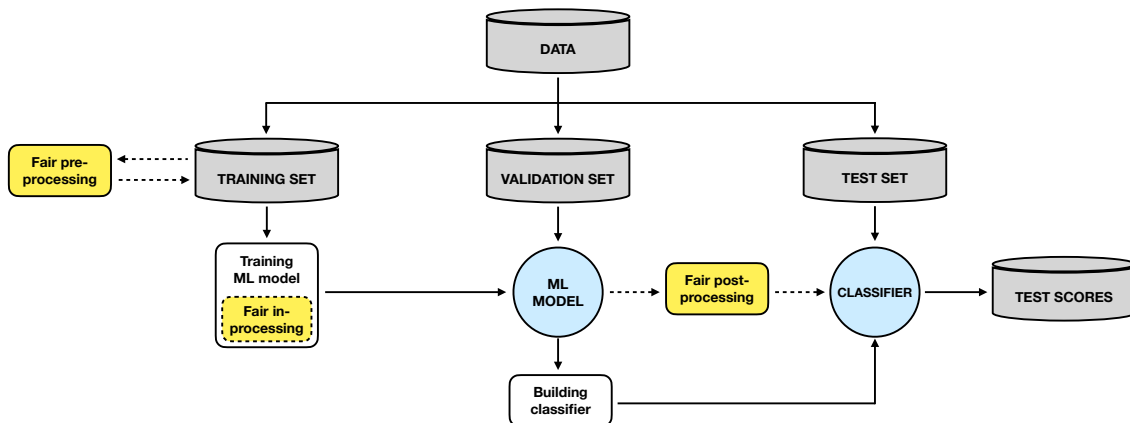 DATA
Fair pre-
processing
TRAINING SET
VALIDATION SET
TEST SET
Training
ML model
Fair in-
processing
ML
MODEL
Fair post-
processing
CLASSIFIER
TEST SCORES
Building
classifier